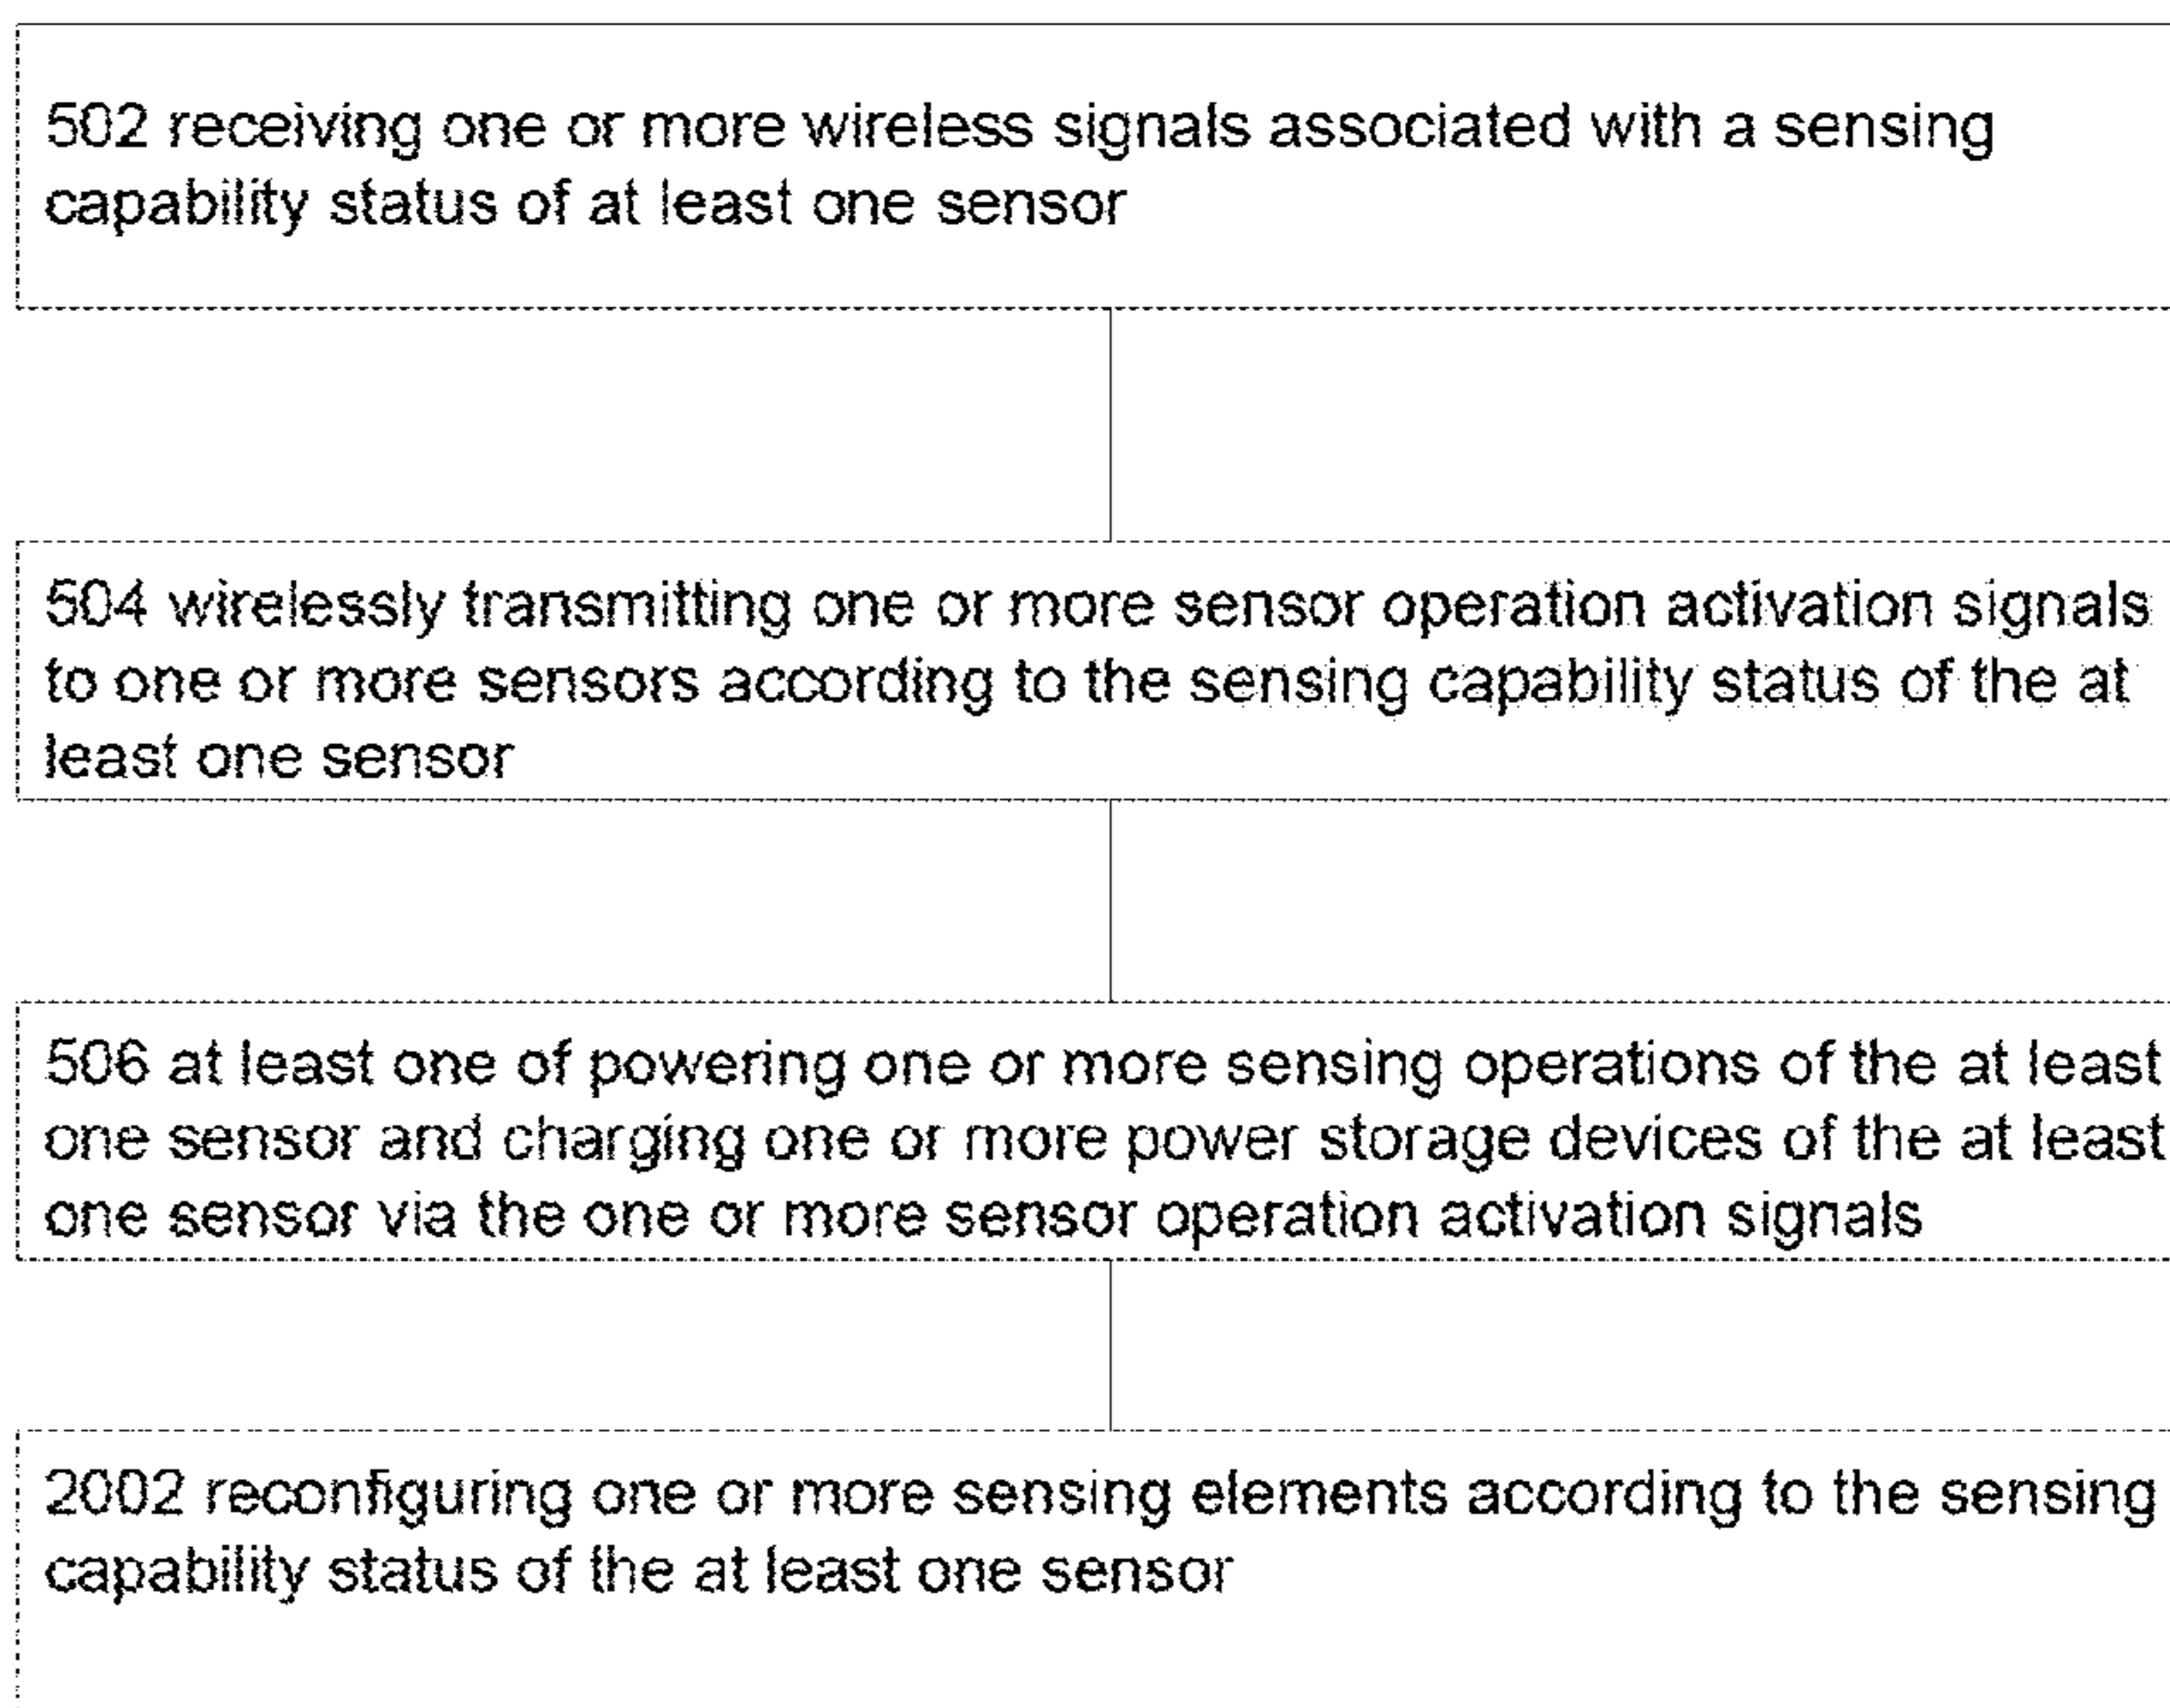 502 receiving one or more wireless signals associated with a sensing
capability status of at least one sensor
504 wirelessly transmitting one or more sensor operation activation signals
to one or more sensors according to the sensing capability status of the at
least one sensor
506 at least one of powering one or more sensing operations of the at least
one sensor and charging one or more power storage devices of the at least
one sensor via the one or more sensor operation activation signals
2002 reconfiguring one or more sensing elements according to the sensing
capability status of the at least one sensor